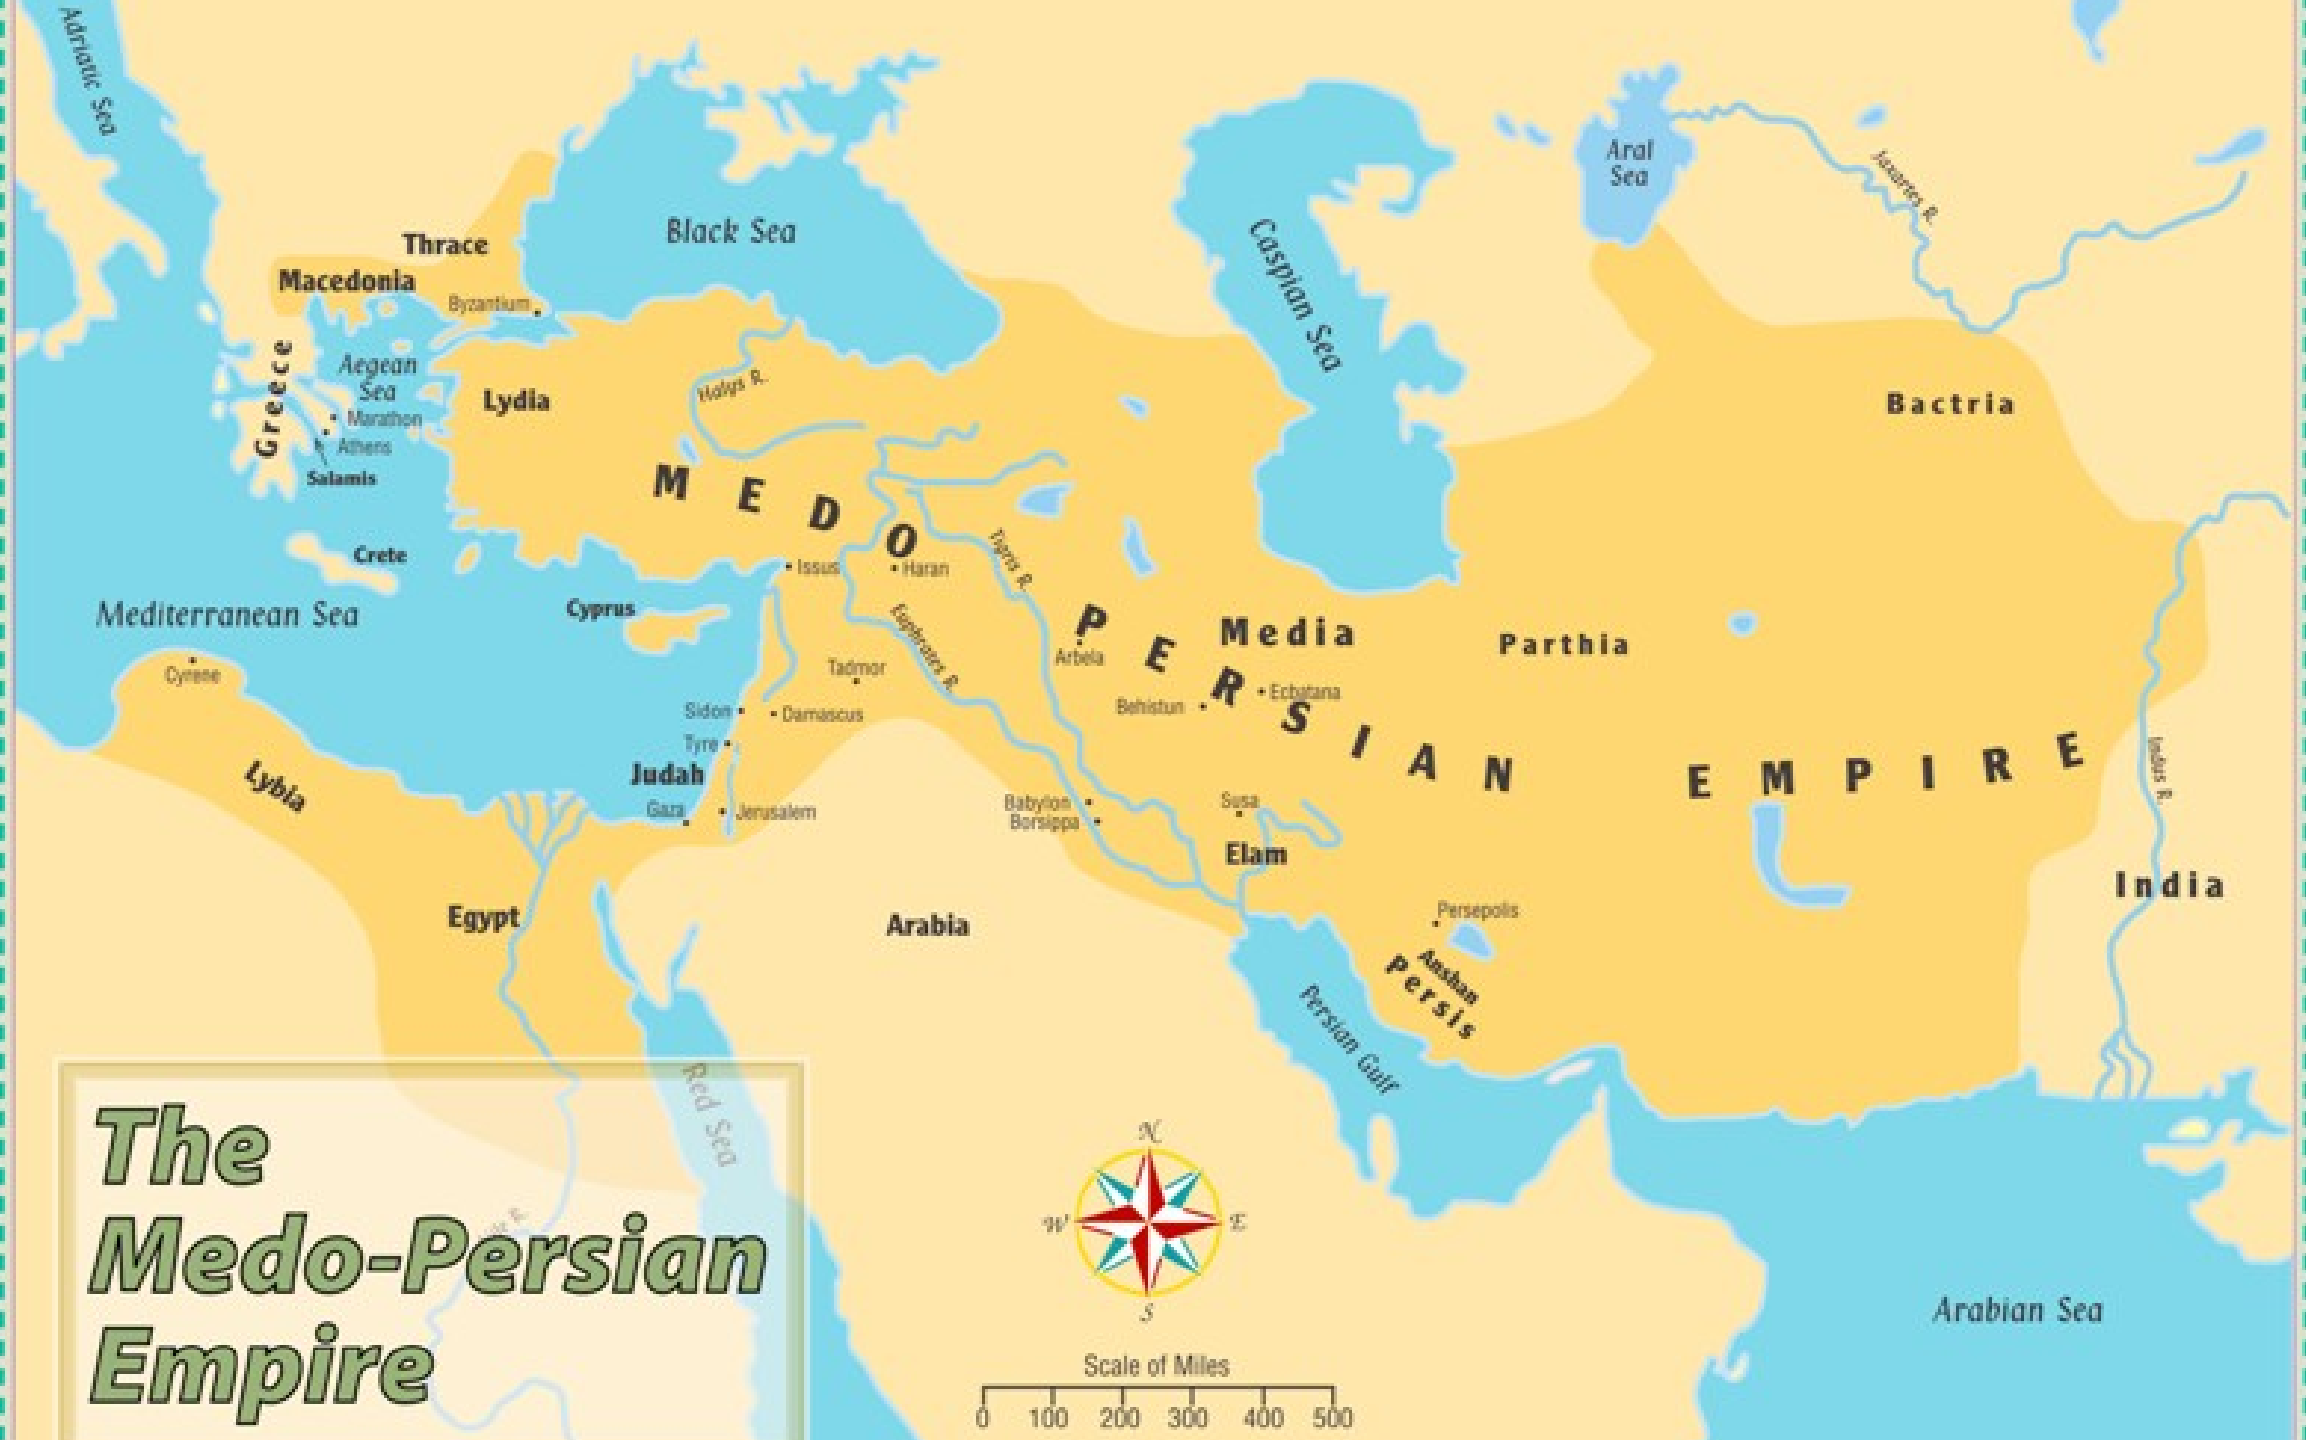 Adriatic Sea
Black Sea
Caspian Sea
Aral
Sea
Jaxartes R.
Thrace
Macedonia
Byzantium
Greece
Aegean
Sea
Marathon
Athens
Salamis
Lydia
Halys R.
Bactria
MEDO
PERSIAN
EMPIRE
Crete
Mediterranean Sea
Cyprus
Issus
Haran
Tigris R.
Euphrates R.
Arbela
Media
Parthia
Ecbatana
Behistun
Cyrene
Tadmor
Sidon
Damascus
Tyre
Judah
Lybia
Gaza
Jerusalem
Babylon
Borsippa
Susa
Elam
Indus R.
India
Egypt
Arabia
Persepolis
Anshan
Persis
Persian Gulf
Red Sea
Arabian Sea
The
Medo-Persian
Empire
N
W
E
S
Scale of Miles
0 100 200 300 400 500